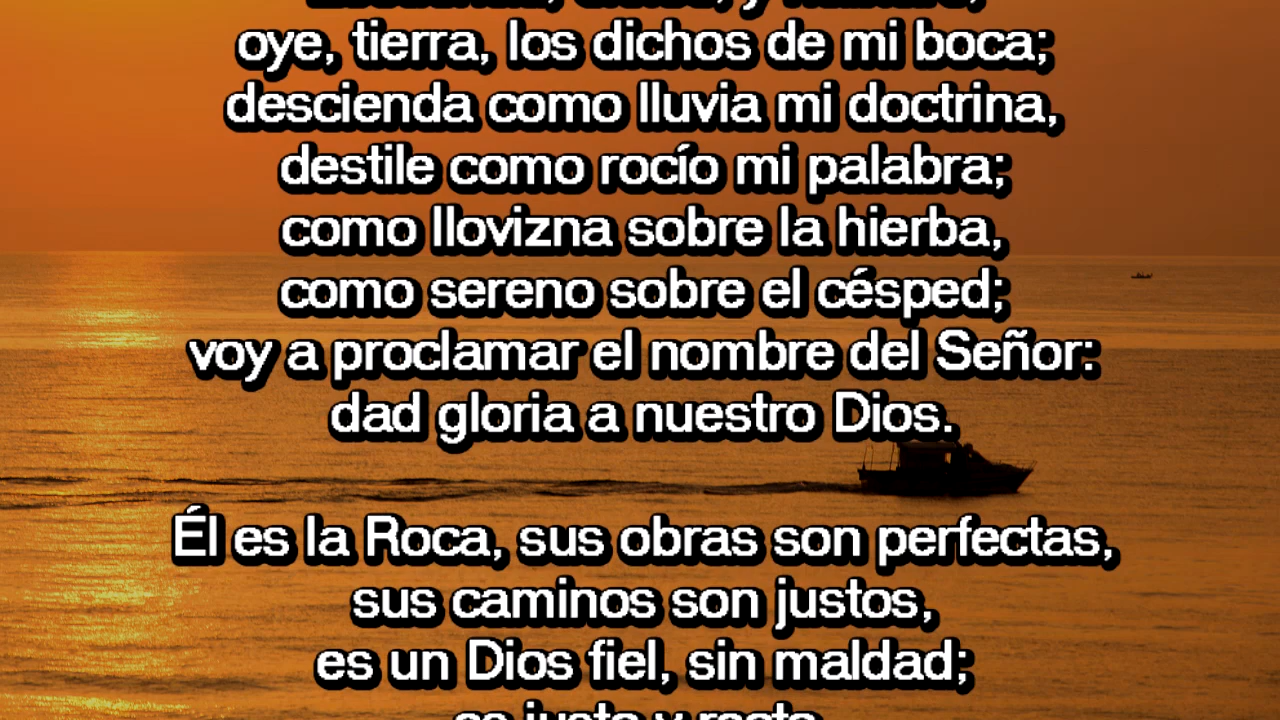 oye, tierra, los dichos de mi boca;
descienda como lluvia mi doctrina,
destile como rocío mi palabra;
como llovizna sobre la hierba,
como sereno sobre el césped;
voy a proclamar el nombre del Señor:
dad gloria a nuestro Dios.
Él es la Roca, sus obras son perfectas,
sus caminos son justos,
es un Dios fiel, sin maldad;